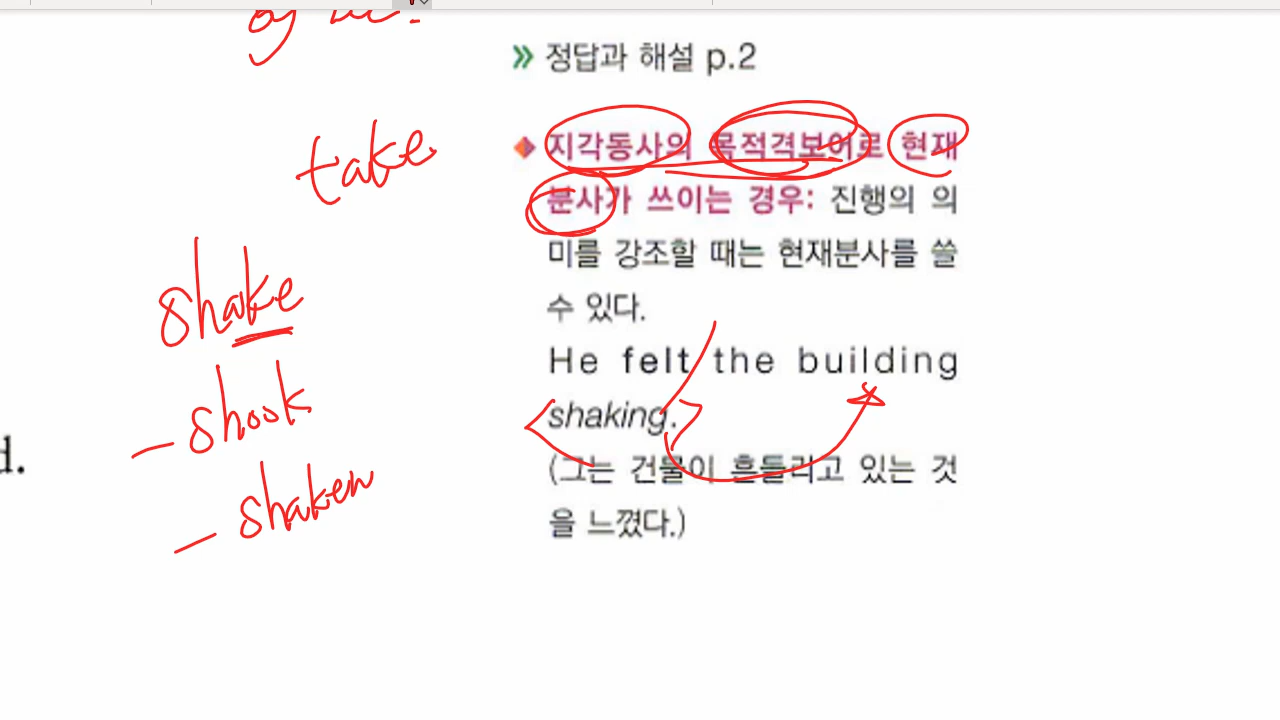 정답과 해설 p.2
지각동사의 목적격보어로 현재
분사가 쓰이는 경우: 진행의 의
미를 강조할 때는 현재분사를 쓸
수 있다.
He felt the building
shaking.
(그는 건물이 흔들리고 있는 것
을 느꼈다.)
take
shake
– shook
– shaken
d.